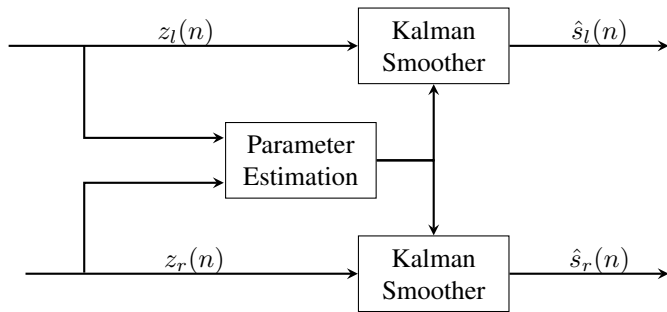 z_l(n)
Kalman
Smoother
ŝ_l(n)
Parameter
Estimation
z_r(n)
Kalman
Smoother
ŝ_r(n)